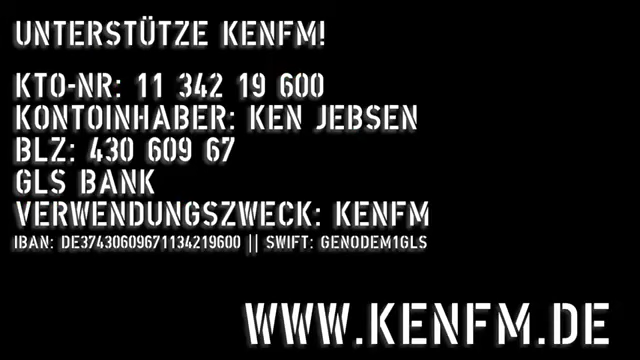 UNTERSTÜTZE KENFM!
KTO-NR: 11 342 19 600
KONTOINHABER: KEN JEBSEN
BLZ: 430 609 67
GLS BANK
VERWENDUNGSZWECK: KENFM
IBAN: DE37430609671134219600 || SWIFT: GENODEM1GLS
WWW.KENFM.DE